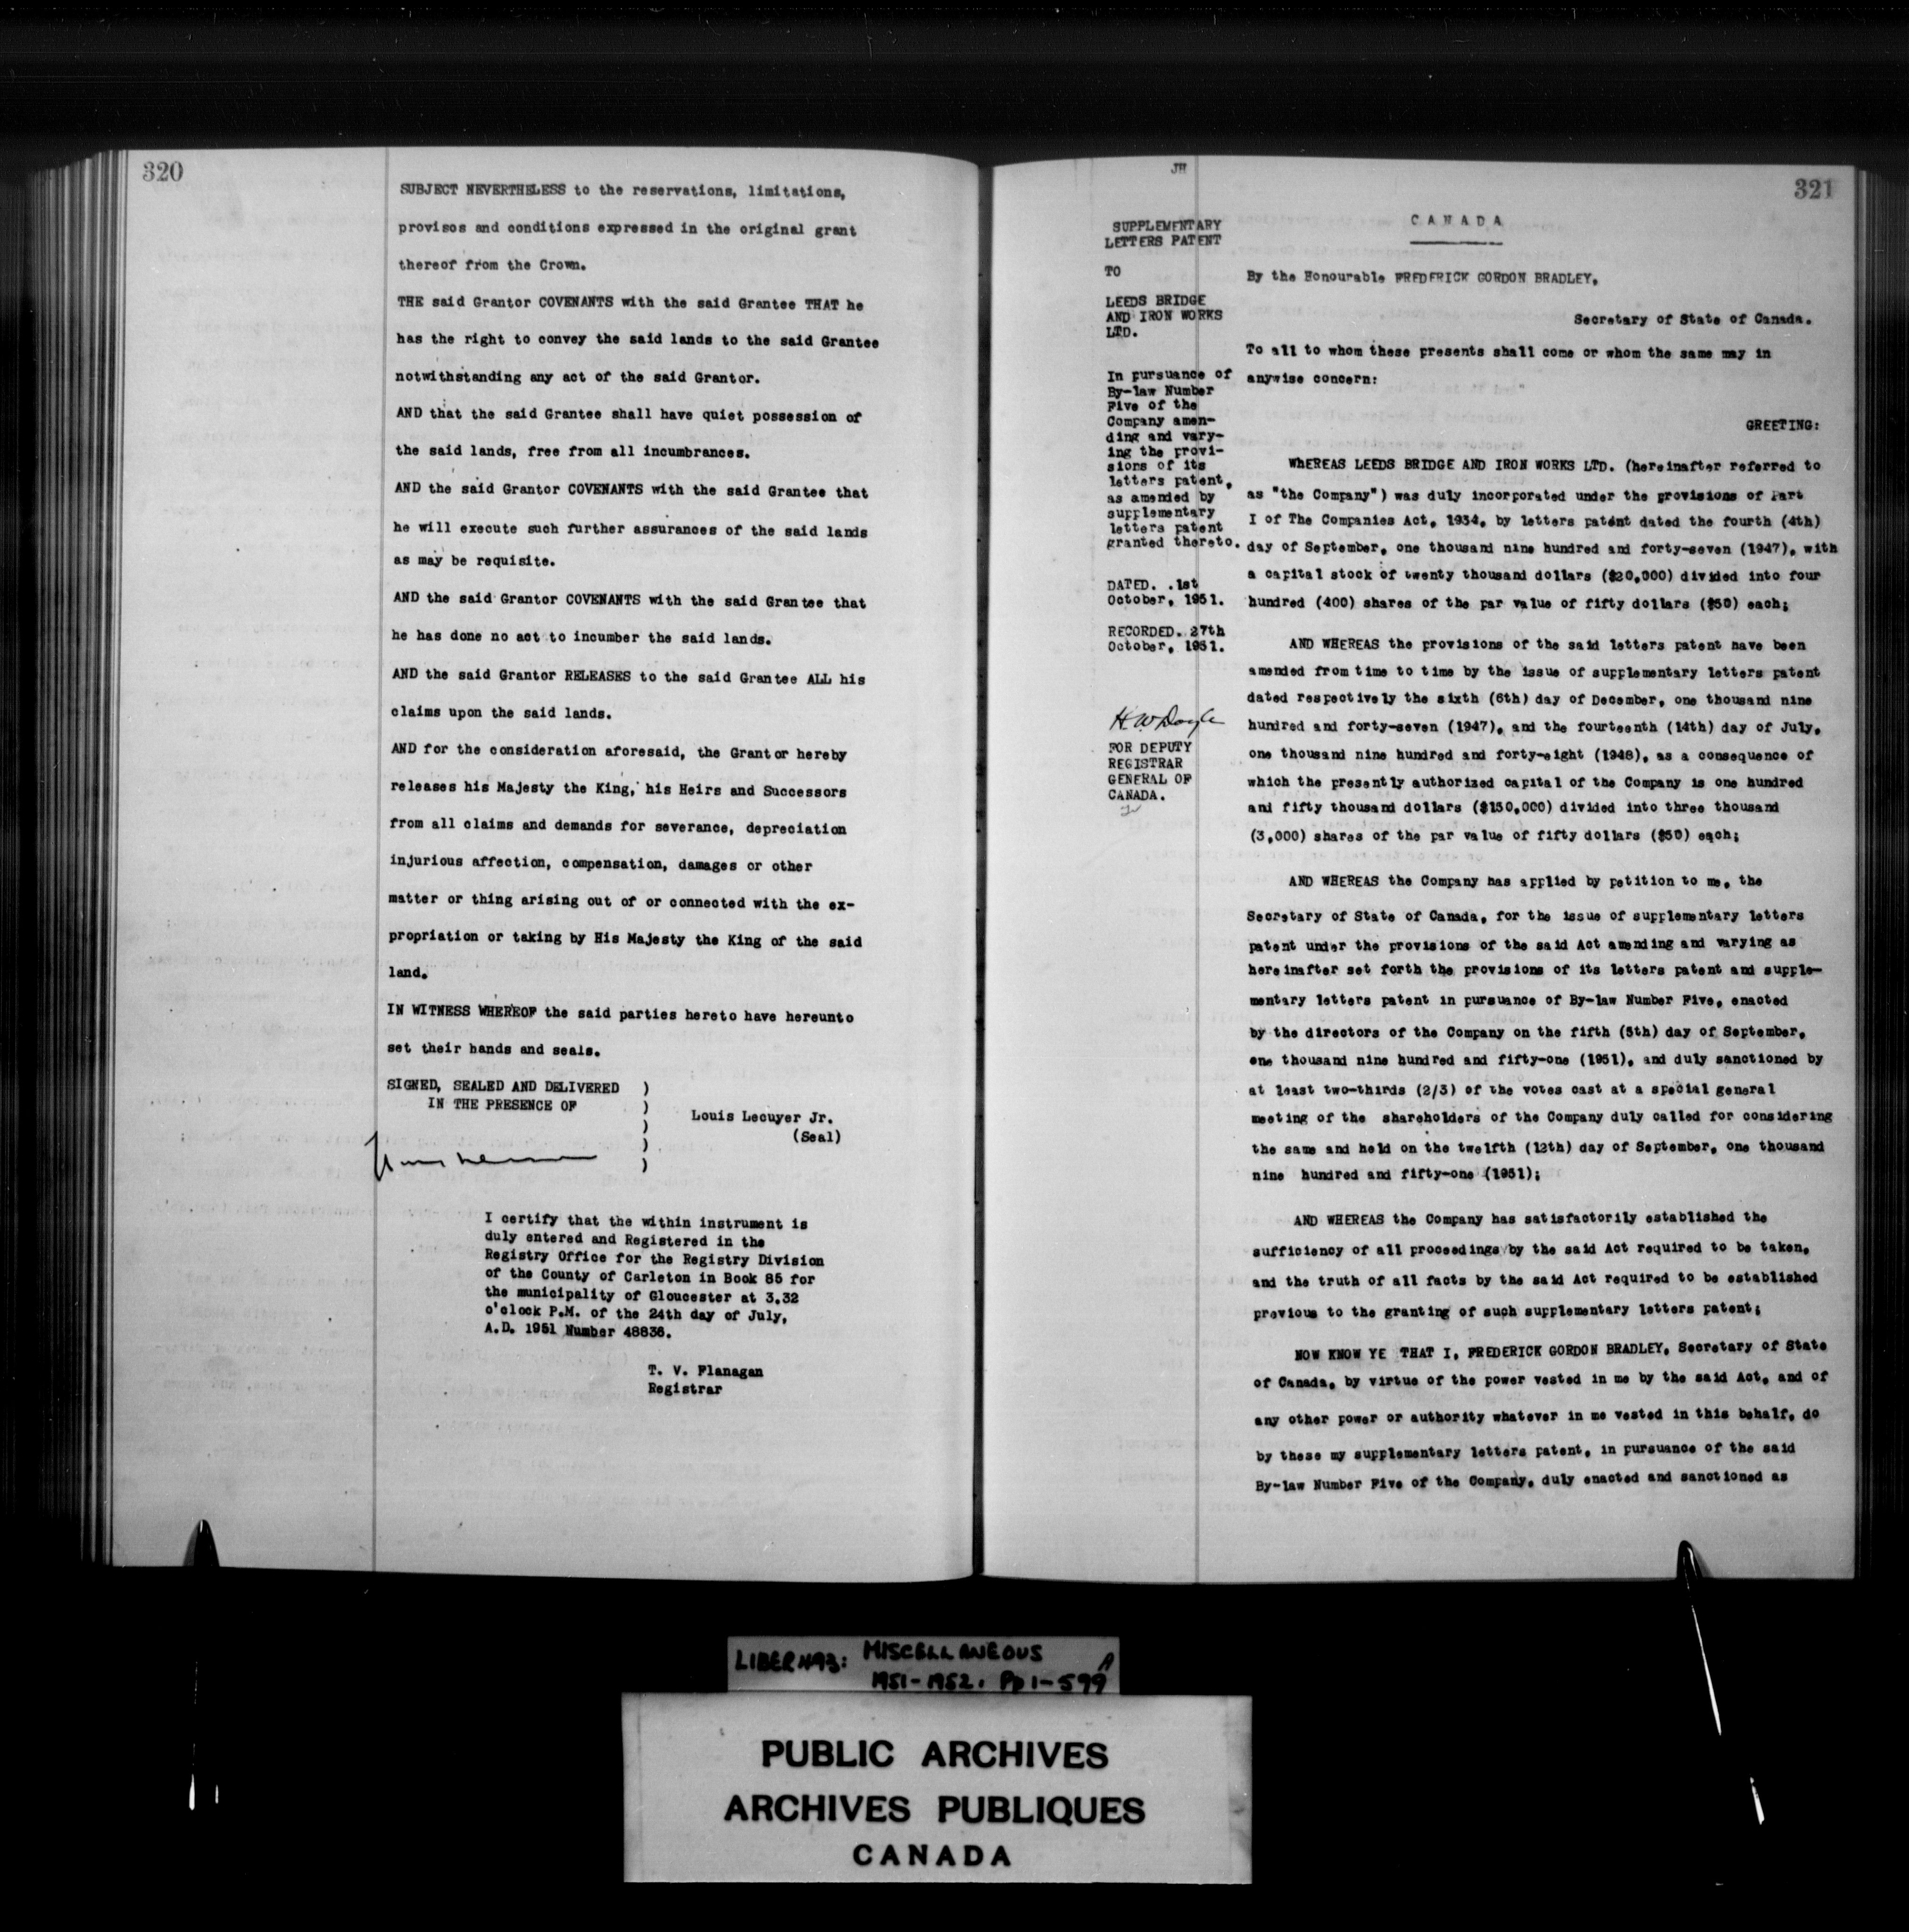 320
SUBJECT NEVERTHELESS to the reservations, limitations,
provisos and conditions expressed in the original grant
thereof from the Crown.
THE said Grantor COVENANTS with the said Grantee THAT he
has the right to convey the said lands to the said Grantee
notwithstanding any act of the said Grantor.
AND that the said Grantee shall have quiet possession of
the said lands, free from all incumbrances.
AND the said Grantor COVENANTS with the said Grantee that
he will execute such further assurances of the said lands
as may be requisite.
AND the said Grantor COVENANTS with the said Grantee that
he has done no act to incumber the said lands.
AND the said Grantor RELEASES to the said Grantee ALL his
claims upon the said lands.
AND for the consideration aforesaid, the Grantor hereby
releases his Majesty the King, his Heirs and Successors
from all claims and demands for severance, depreciation
injurious affection, compensation, damages or other
matter or thing arising out of or connected with the ex-
propriation or taking by His Majesty the King of the said
land.
IN WITNESS WHEREOF the said parties hereto have hereunto
set their hands and seals.
SIGNED, SEALED AND DELIVERED )
IN THE PRESENCE OF )
) Louis Lecuyer Jr.
) (Seal)
)
I certify that the within instrument is
duly entered and Registered in the
Registry Office for the Registry Division
of the County of Carleton in Book 85 for
the municipality of Gloucester at 3.32
o'clock P.M. of the 24th day of July,
A.D. 1951 Number 48836.
T. V. Flanagan
Registrar
JH
321
SUPPLEMENTARY
LETTERS PATENT
TO
LEEDS BRIDGE
AND IRON WORKS
LTD.
In pursuance of
By-law Number
Five of the
Company amen-
ding and vary-
ing the provi-
sions of its
letters patent,
as amended by
supplementary
letters patent
granted thereto.
DATED. .1st
October, 1951.
RECORDED. 27th
October, 1951.
H.W. Doyle
FOR DEPUTY
REGISTRAR
GENERAL OF
CANADA.
CANADA
By the Honourable FREDERICK GORDON BRADLEY,
Secretary of State of Canada.
To all to whom these presents shall come or whom the same may in
anywise concern:
GREETING:
WHEREAS LEEDS BRIDGE AND IRON WORKS LTD. (hereinafter referred to
as "the Company") was duly incorporated under the provisions of Part
I of The Companies Act, 1934, by letters patent dated the fourth (4th)
day of September, one thousand nine hundred and forty-seven (1947), with
a capital stock of twenty thousand dollars ($20,000) divided into four
hundred (400) shares of the par value of fifty dollars ($50) each;
AND WHEREAS the provisions of the said letters patent have been
amended from time to time by the issue of supplementary letters patent
dated respectively the sixth (6th) day of December, one thousand nine
hundred and forty-seven (1947), and the fourteenth (14th) day of July,
one thousand nine hundred and forty-eight (1948), as a consequence of
which the presently authorized capital of the Company is one hundred
and fifty thousand dollars ($150,000) divided into three thousand
(3,000) shares of the par value of fifty dollars ($50) each;
AND WHEREAS the Company has applied by petition to me, the
Secretary of State of Canada, for the issue of supplementary letters
patent under the provisions of the said Act amending and varying as
hereinafter set forth the provisions of its letters patent and supple-
mentary letters patent in pursuance of By-law Number Five, enacted
by the directors of the Company on the fifth (5th) day of September,
one thousand nine hundred and fifty-one (1951), and duly sanctioned by
at least two-thirds (2/3) of the votes cast at a special general
meeting of the shareholders of the Company duly called for considering
the same and held on the twelfth (12th) day of September, one thousand
nine hundred and fifty-one (1951);
AND WHEREAS the Company has satisfactorily established the
sufficiency of all proceedings by the said Act required to be taken,
and the truth of all facts by the said Act required to be established
previous to the granting of such supplementary letters patent;
NOW KNOW YE THAT I, FREDERICK GORDON BRADLEY, Secretary of State
of Canada, by virtue of the power vested in me by the said Act, and of
any other power or authority whatever in me vested in this behalf, do
by these my supplementary letters patent, in pursuance of the said
By-law Number Five of the Company, duly enacted and sanctioned as
LIBER 493: MISCELLANEOUS
1951-1952. Pp 1-599A
PUBLIC ARCHIVES
ARCHIVES PUBLIQUES
CANADA